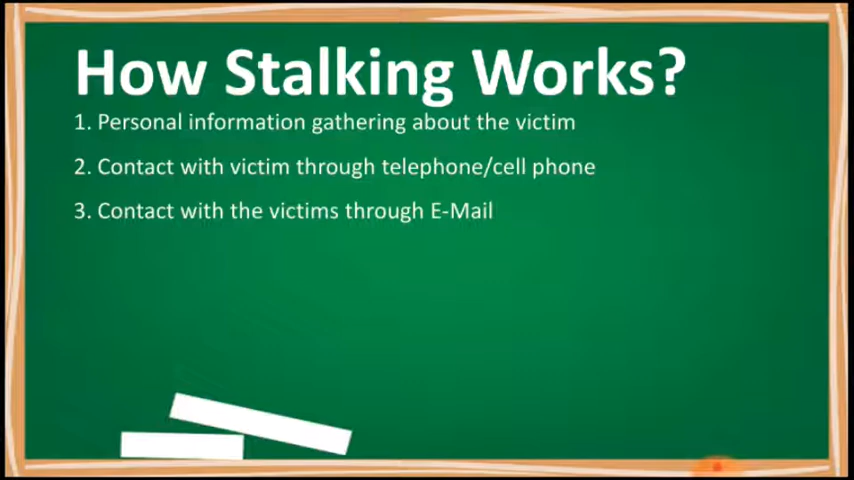 How Stalking Works?
1. Personal information gathering about the victim
2. Contact with victim through telephone/cell phone
3. Contact with the victims through E-Mail